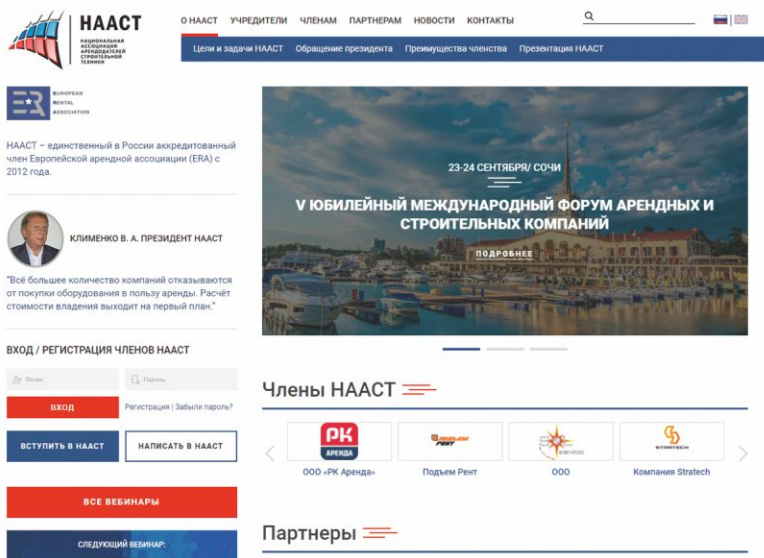 НААСТ
НАЦИОНАЛЬНАЯ
АССОЦИАЦИЯ
АРЕНДОДАТЕЛЕЙ
СТРОИТЕЛЬНОЙ
ТЕХНИКИ
О НААСТ УЧРЕДИТЕЛИ ЧЛЕНАМ ПАРТНЕРАМ НОВОСТИ КОНТАКТЫ
Цели и задачи НААСТ Обращение президента Преимущества членства Презентация НААСТ
ERA
EUROPEAN
RENTAL
ASSOCIATION
НААСТ – единственный в России аккредитованный
член Европейской арендной ассоциации (ERA) с
2012 года.
КЛИМЕНКО В. А. ПРЕЗИДЕНТ НААСТ
"Всё большее количество компаний отказываются
от покупки оборудования в пользу аренды. Расчёт
стоимости владения выходит на первый план."
ВХОД / РЕГИСТРАЦИЯ ЧЛЕНОВ НААСТ
Логин Пароль
ВХОД Регистрация | Забыли пароль?
ВСТУПИТЬ В НААСТ НАПИСАТЬ В НААСТ
ВСЕ ВЕБИНАРЫ
СЛЕДУЮЩИЙ ВЕБИНАР:
23-24 СЕНТЯБРЯ/ СОЧИ
V ЮБИЛЕЙНЫЙ МЕЖДУНАРОДНЫЙ ФОРУМ АРЕНДНЫХ И
СТРОИТЕЛЬНЫХ КОМПАНИЙ
ПОДРОБНЕЕ
Члены НААСТ
РК
АРЕНДА
ПОДЪЕМ
РЕНТ
STRATECH
ООО «РК Аренда» Подъем Рент ООО Компания Stratech
Партнеры